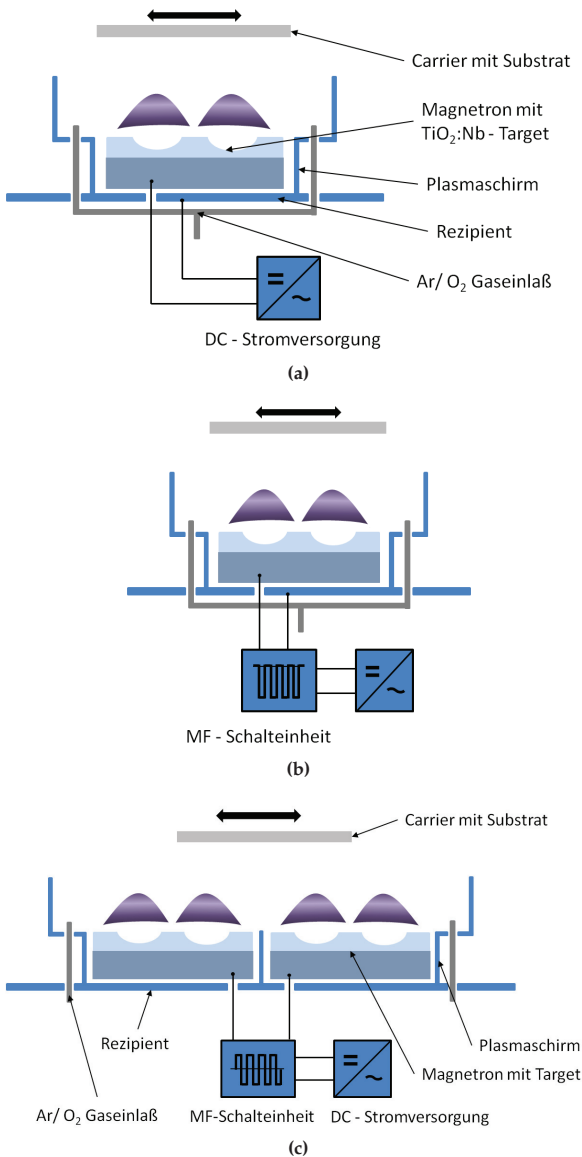 Carrier mit Substrat
Magnetron mit
TiO₂:Nb - Target
Plasmaschirm
Rezipient
Ar/ O₂ Gaseinlaß
DC - Stromversorgung
(a)
MF - Schalteinheit
(b)
Carrier mit Substrat
Rezipient
Plasmaschirm
Magnetron mit Target
Ar/ O₂ Gaseinlaß
MF-Schalteinheit
DC - Stromversorgung
(c)